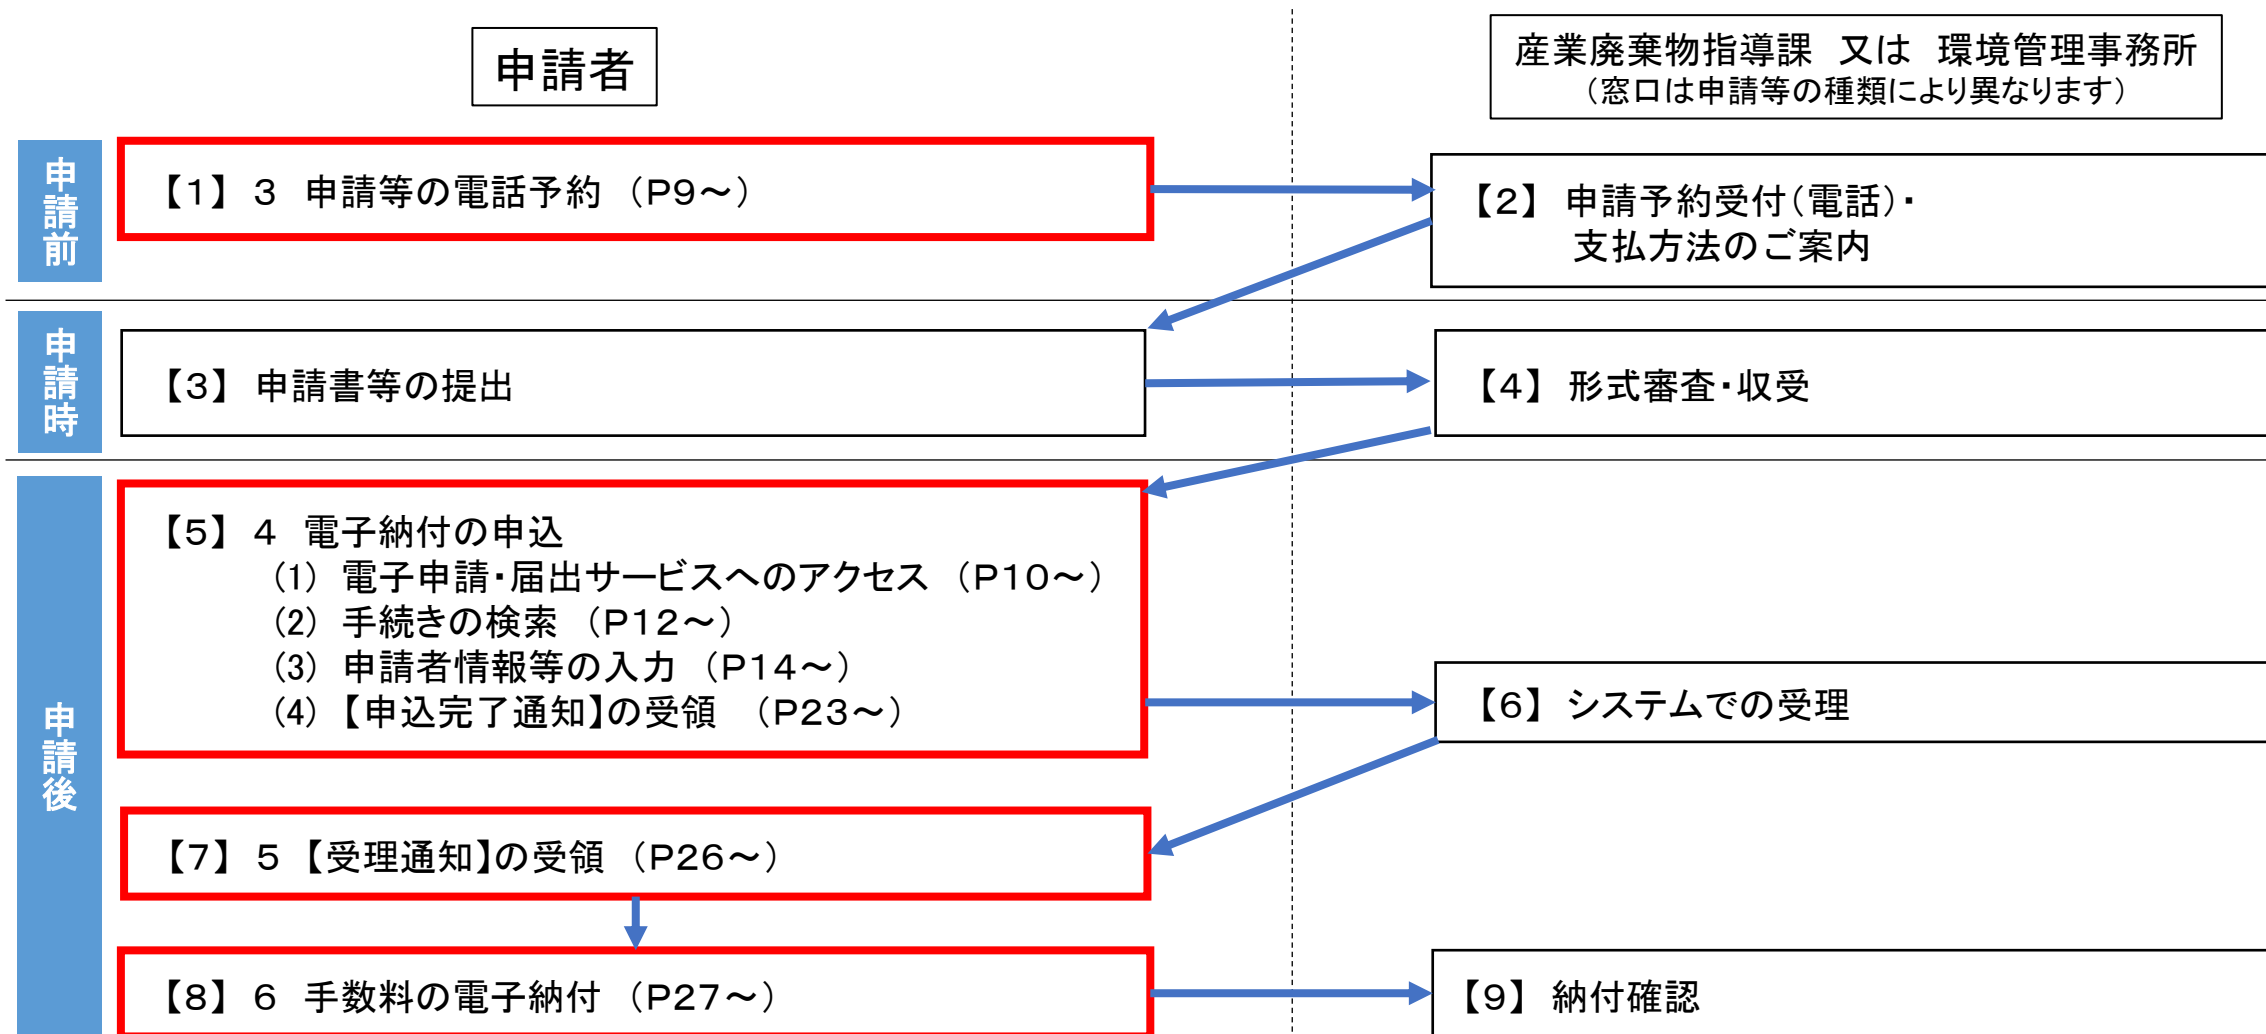 申請者
産業廃棄物指導課　又は　環境管理事務所
（窓口は申請等の種類により異なります）
申請前
【１】３　申請等の電話予約　（Ｐ９～）
【２】申請予約受付（電話）・
支払方法のご案内
申請時
【３】申請書等の提出
【４】形式審査・収受
申請後
【５】４　電子納付の申込
（1）電子申請・届出サービスへのアクセス　（Ｐ１０～）
（2）手続きの検索　（Ｐ１２～）
（3）申請者情報等の入力　（Ｐ１４～）
（4）【申込完了通知】の受領　（Ｐ２３～）
【６】システムでの受理
【７】５　【受理通知】の受領　（Ｐ２６～）
【８】６　手数料の電子納付　（Ｐ２７～）
【９】納付確認